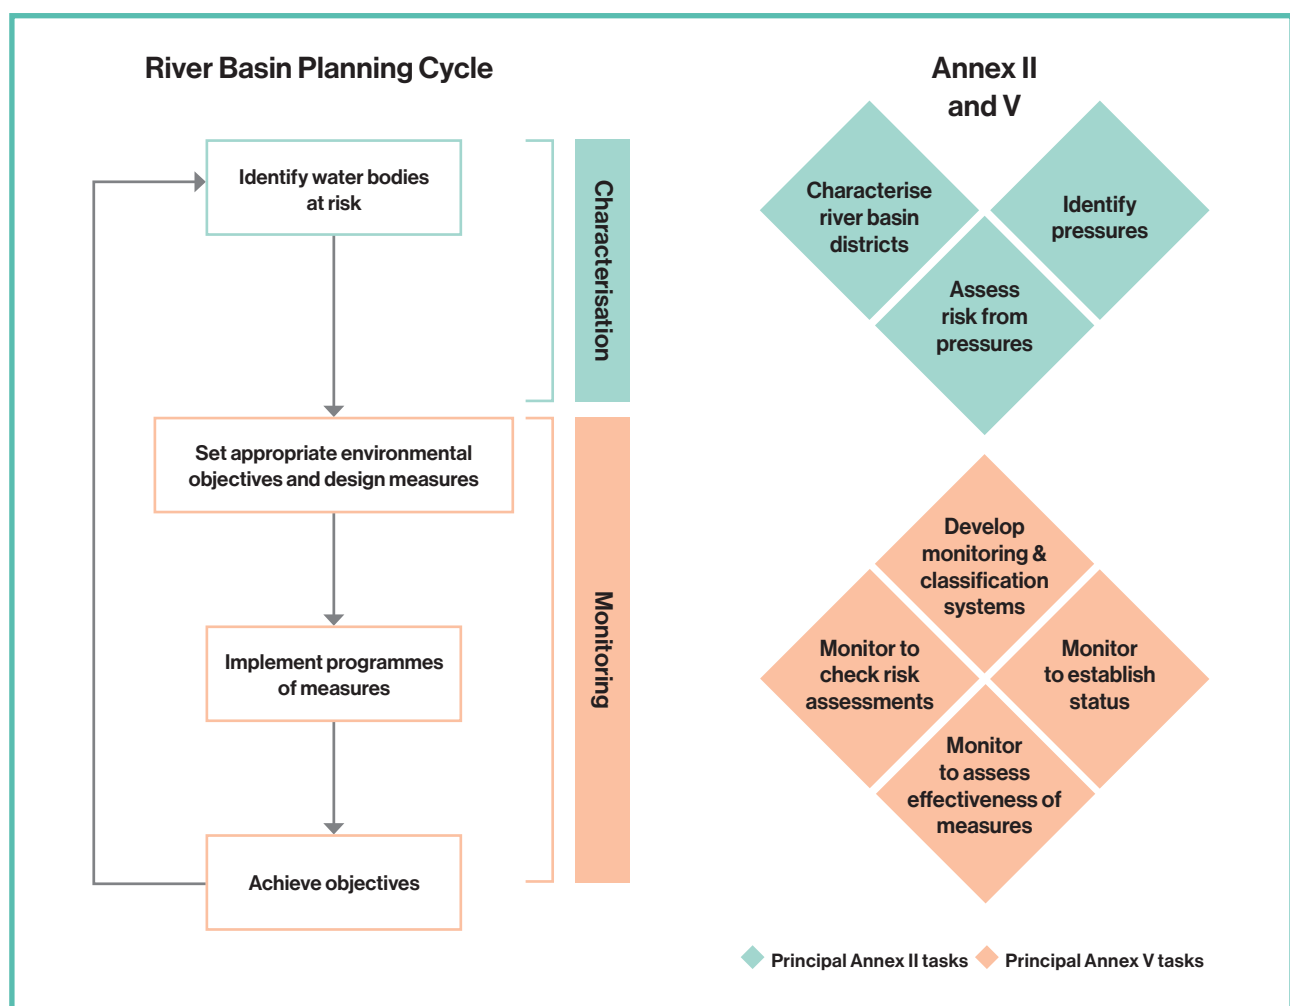 River Basin Planning Cycle
Identify water bodies
at risk
Set appropriate environmental
objectives and design measures
Implement programmes
of measures
Achieve objectives
Characterisation
Monitoring
Annex II
and V
Characterise
river basin
districts
Identify
pressures
Assess
risk from
pressures
Develop
monitoring &
classification
systems
Monitor to
check risk
assessments
Monitor
to establish
status
Monitor
to assess
effectiveness of
measures
Principal Annex II tasks
Principal Annex V tasks